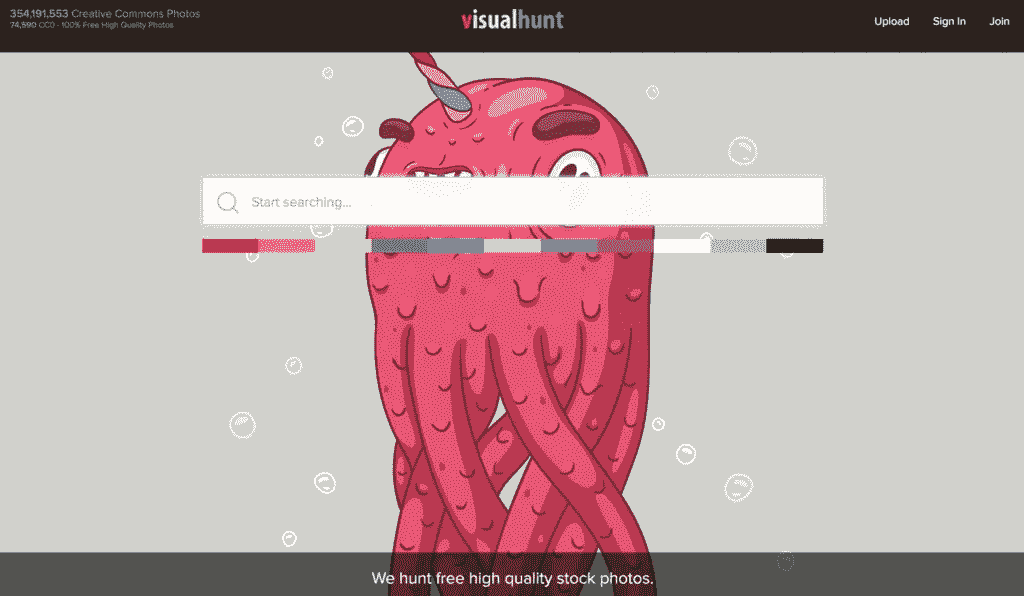 354,191,553 Creative Commons Photos
74,590 CC0 - 100% Free High Quality Photos
visualhunt
Upload Sign In Join
Start searching...
We hunt free high quality stock photos.